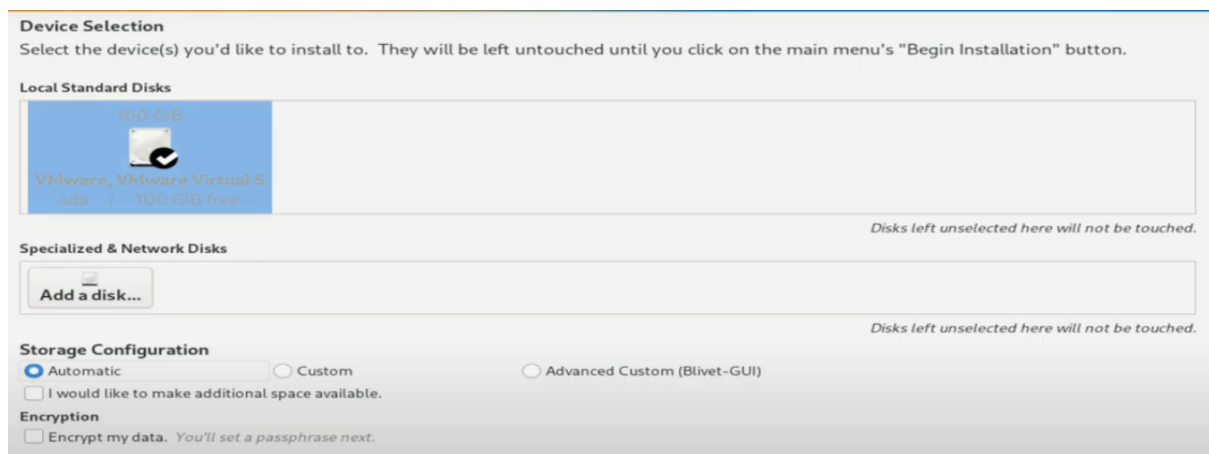 Device Selection
Select the device(s) you'd like to install to. They will be left untouched until you click on the main menu's "Begin Installation" button.
Local Standard Disks
100 GiB
VMware, VMware Virtual S
sda / 100 GiB free
Disks left unselected here will not be touched.
Specialized & Network Disks
Add a disk...
Disks left unselected here will not be touched.
Storage Configuration
Automatic Custom Advanced Custom (Blivet-GUI)
I would like to make additional space available.
Encryption
Encrypt my data. You'll set a passphrase next.